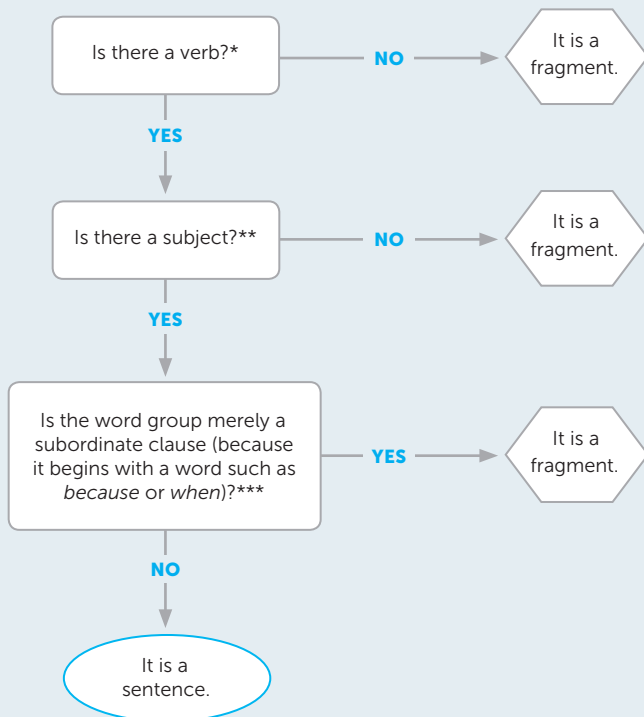 Is there a verb?*
NO
It is a
fragment.
YES
Is there a subject?**
NO
It is a
fragment.
YES
Is the word group merely a
subordinate clause (because
it begins with a word such as
because or when)?***
YES
It is a
fragment.
NO
It is a
sentence.